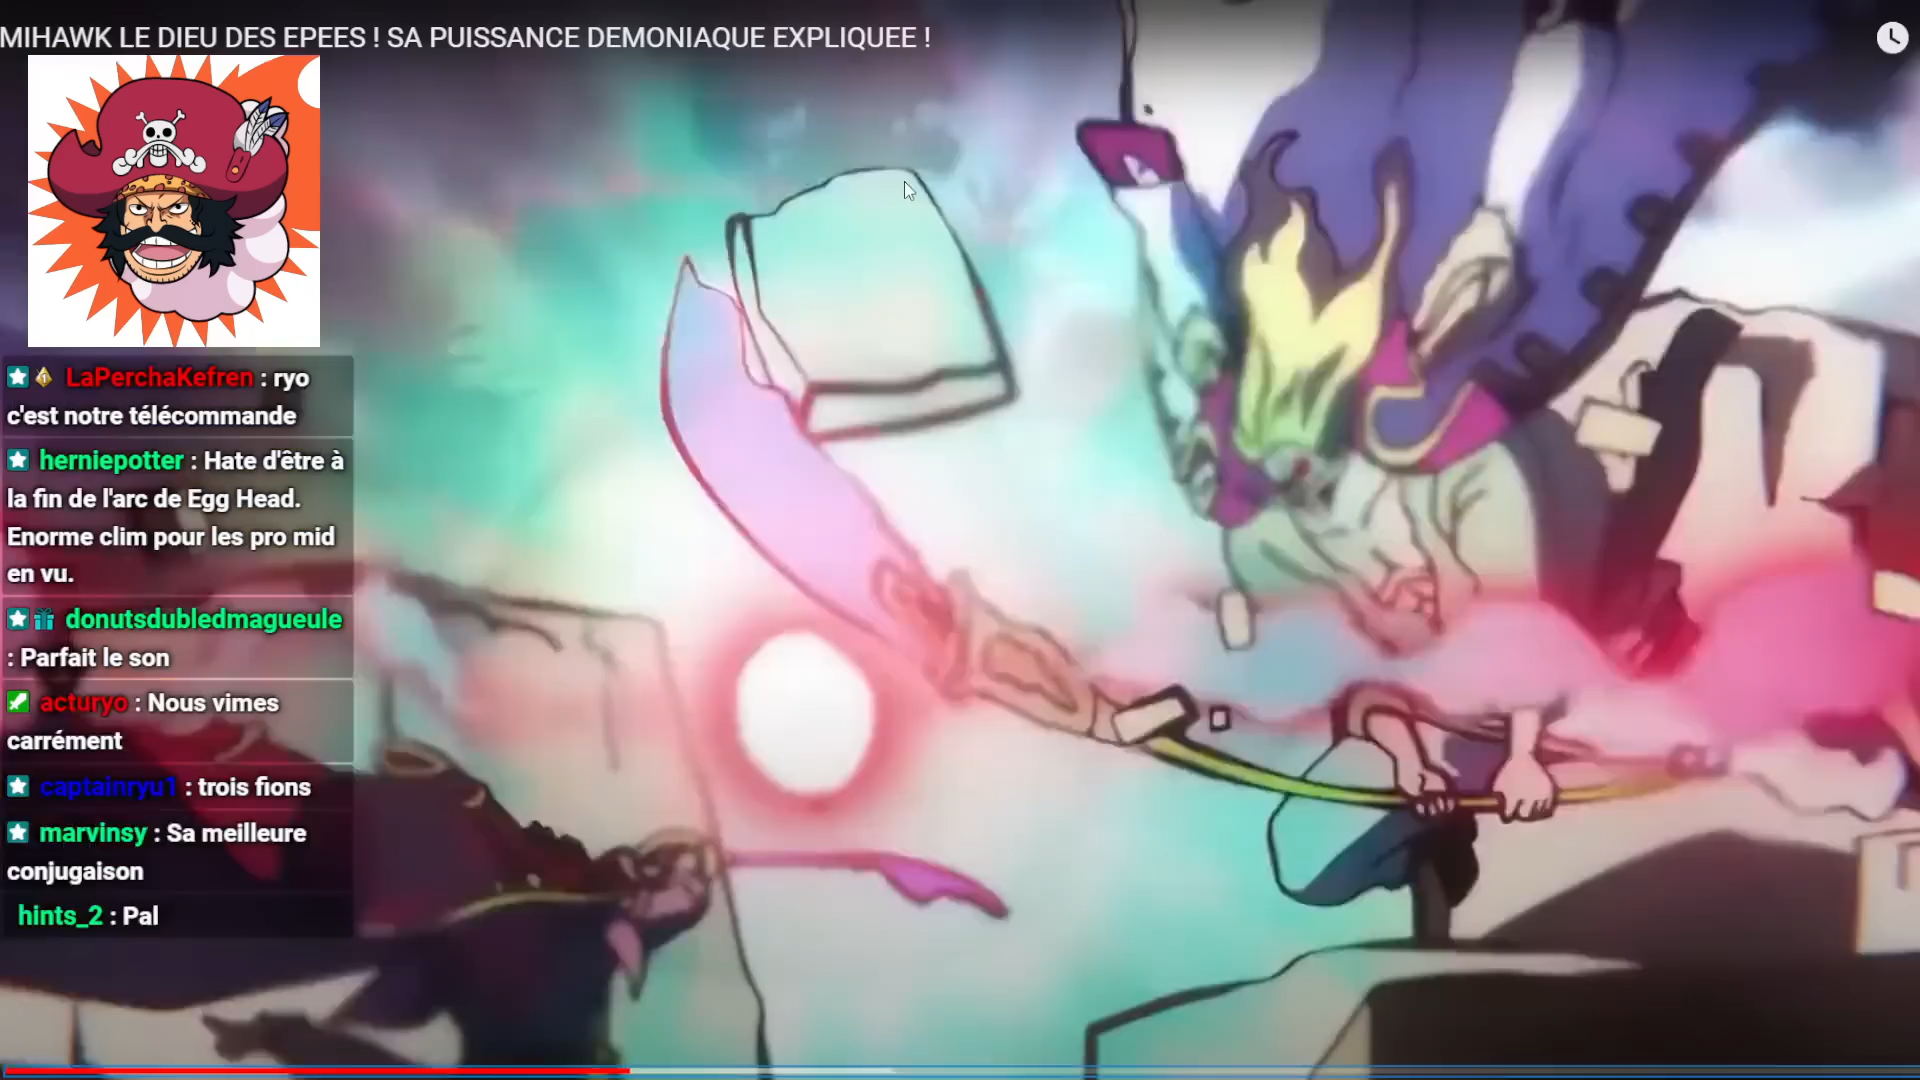 MIHAWK LE DIEU DES EPEES ! SA PUISSANCE DEMONIAQUE EXPLIQUEE !
LaPerchaKefren : ryo
c'est notre télécommande
herniepotter : Hate d'être à
la fin de l'arc de Egg Head.
Enorme clim pour les pro mid
en vu.
donutsdubledmagueule
: Parfait le son
acturyo : Nous vimes
carrément
captainryu1 : trois fions
marvinsy : Sa meilleure
conjugaison
hints_2 : Pal